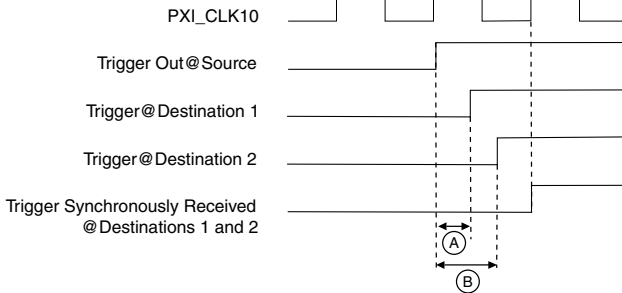 PXI_CLK10
Trigger Out@Source
Trigger@Destination 1
Trigger@Destination 2
Trigger Synchronously Received
@Destinations 1 and 2
A
B